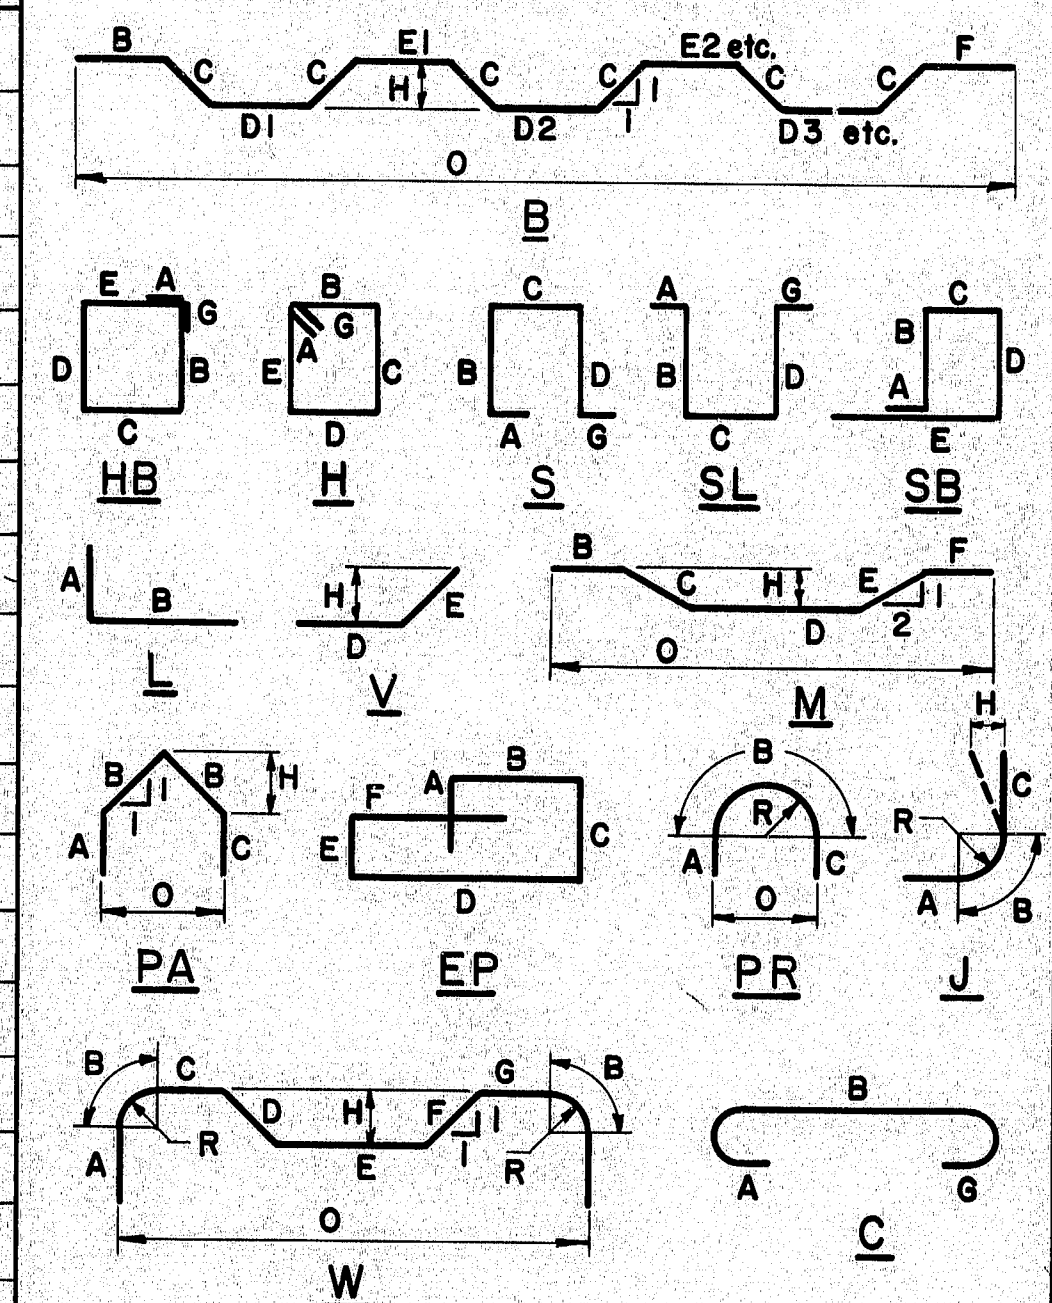 B C D1 C E1 H C D2 C 1 1 E2 etc. C D3 etc. C F
O
B
E A G D B C
HB
B G A E C D
H
C B D A G
S
A G B D C
SL
C B D A E
SB
A B
L
H E D
V
B C H E F D 1 2
O
M
B B H 1 1 A C
O
PA
B A F E C D
EP
B R A C
O
PR
H C R A B
J
B C G B D H F 1 1 R R A E
O
W
B A G
C